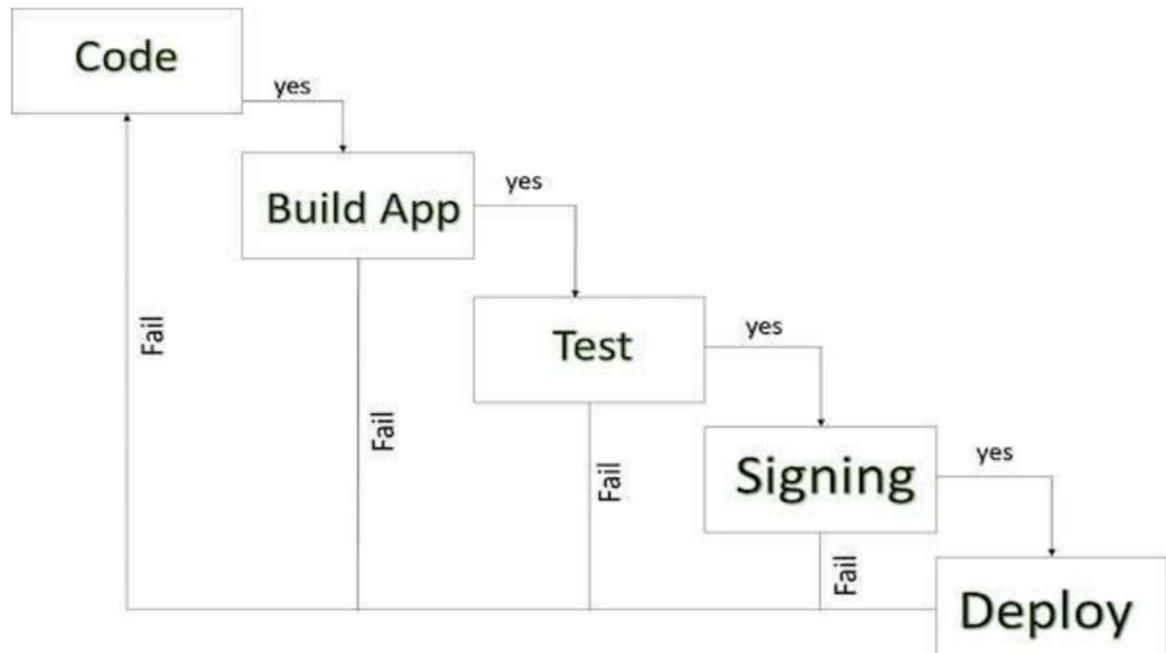 Code
yes
Build App
yes
Test
yes
Signing
yes
Deploy
Fail
Fail
Fail
Fail